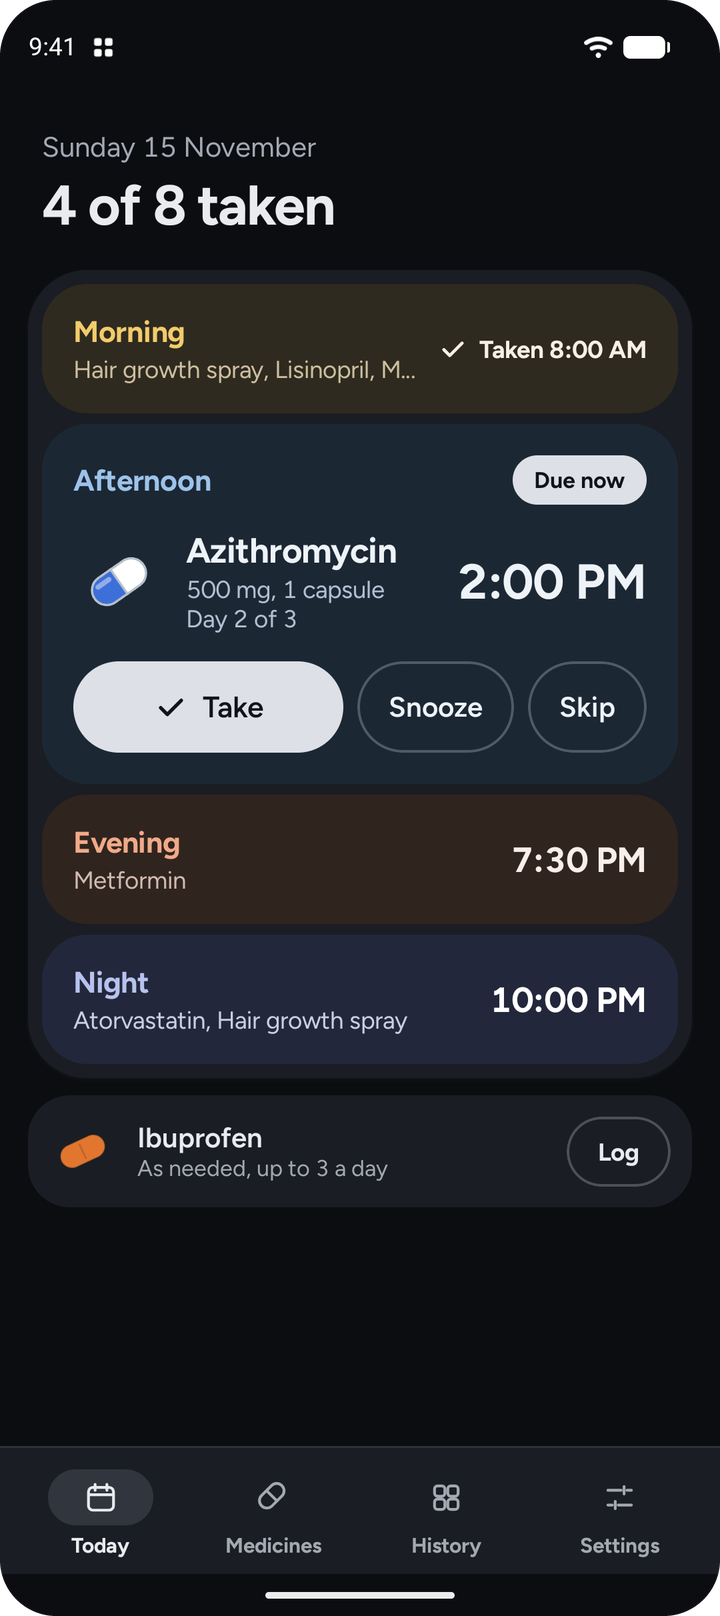 9:41
Sunday 15 November
4 of 8 taken
Morning
Hair growth spray, Lisinopril, M...
Taken 8:00 AM
Afternoon
Due now
Azithromycin
500 mg, 1 capsule
Day 2 of 3
2:00 PM
Take
Snooze
Skip
Evening
Metformin
7:30 PM
Night
Atorvastatin, Hair growth spray
10:00 PM
Ibuprofen
As needed, up to 3 a day
Log
Today
Medicines
History
Settings